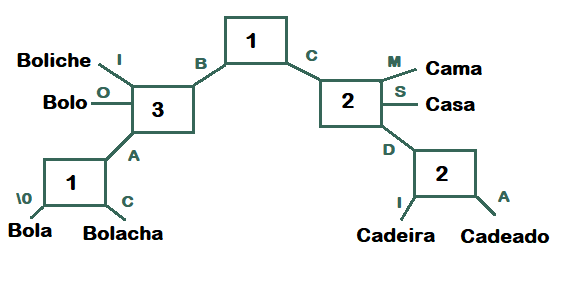 1
B
C
Boliche
I
M
Cama
Bolo
O
3
2
S
Casa
A
D
1
2
\0
C
I
A
Bola
Bolacha
Cadeira
Cadeado